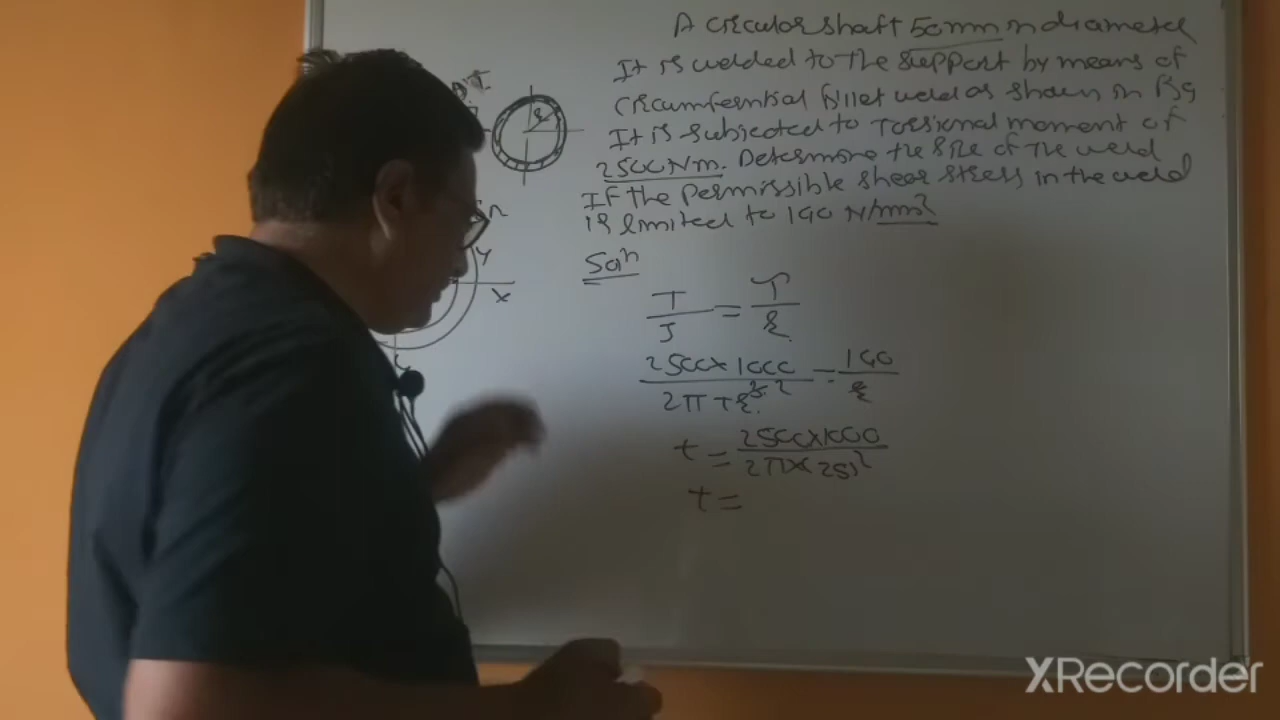 A circular shaft 50mm in diameter
It is welded to the support by means of
circumferntial fillet weld as shown in Fig
It is subjected to Torsional moment of
2500Nm. Determine the size of the weld
If the permissible shear stress in the weld
is limited to 140 N/mm²
Solⁿ
T/J = τ/r
2500×1000/2πtr³ ² = 140/r
t = 2500×1000/2π×(25)²
t =
r
y
x
XRecorder